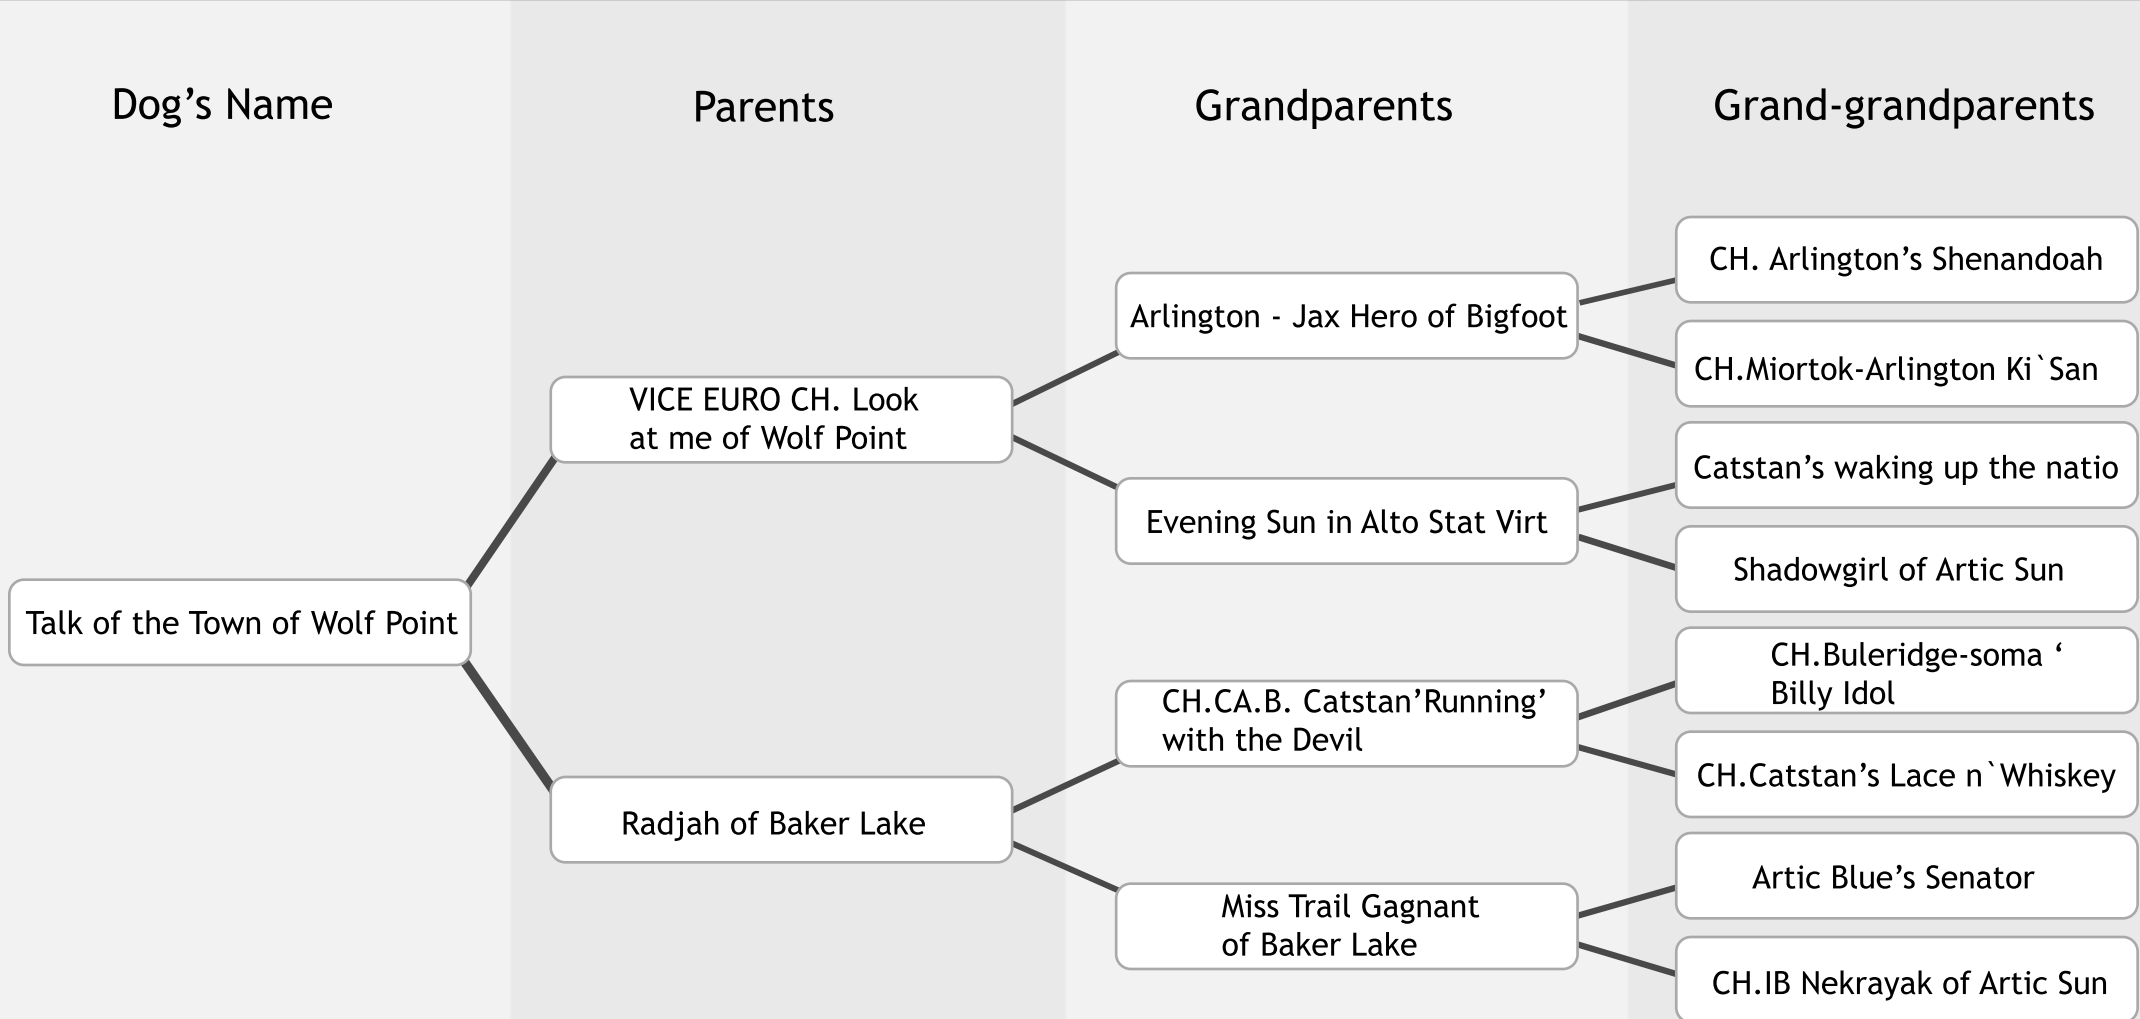 Dog’s Name
Parents
Grandparents
Grand-grandparents
Talk of the Town of Wolf Point
VICE EURO CH. Look
at me of Wolf Point
Radjah of Baker Lake
Arlington - Jax Hero of Bigfoot
Evening Sun in Alto Stat Virt
CH.CA.B. Catstan’Running’
with the Devil
Miss Trail Gagnant
of Baker Lake
CH. Arlington’s Shenandoah
CH.Miortok-Arlington Ki`San
Catstan’s waking up the natio
Shadowgirl of Artic Sun
CH.Buleridge-soma ‘
Billy Idol
CH.Catstan’s Lace n`Whiskey
Artic Blue’s Senator
CH.IB Nekrayak of Artic Sun